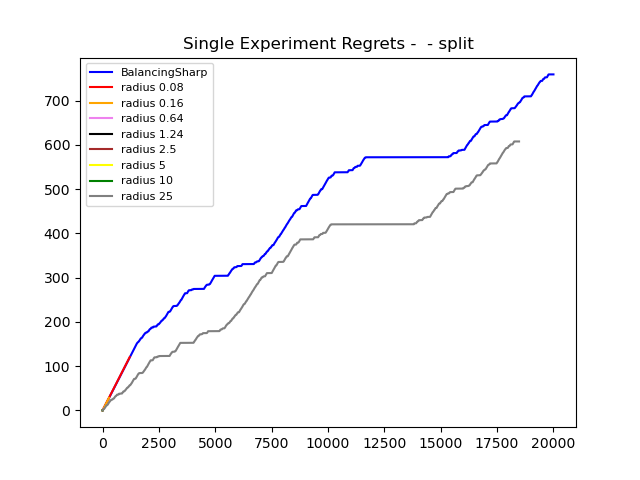 Single Experiment Regrets -  - split
BalancingSharp
radius 0.08
radius 0.16
radius 0.64
radius 1.24
radius 2.5
radius 5
radius 10
radius 25
700
600
500
400
300
200
100
0
0 2500 5000 7500 10000 12500 15000 17500 20000